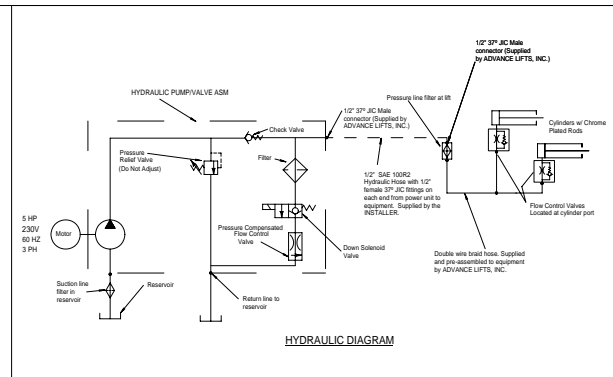 1/2" 37º JIC Male
connector (Supplied
by ADVANCE LIFTS, INC.)
HYDRAULIC PUMP/VALVE ASM
Pressure line filter at lift
1/2" 37º JIC Male
connector (Supplied by
ADVANCE LIFTS, INC.)
Cylinders w/ Chrome
Plated Rods
Check Valve
Pressure
Relief Valve
(Do Not Adjust)
Filter
1/2" SAE 100R2
Hydraulic Hose with 1/2"
female 37º JIC fittings on
each end from power unit to
equipment. Supplied by the
INSTALLER.
Flow Control Valves
Located at cylinder port
5 HP
230V
60 HZ
3 PH
Motor
Pressure Compensated
Flow Control
Valve
Down Solenoid
Valve
Double wire braid hose. Supplied
and pre-assembled to equipment
by ADVANCE LIFTS, INC.
Suction line
filter in
reservoir
Reservoir
Return line to
reservoir
HYDRAULIC DIAGRAM